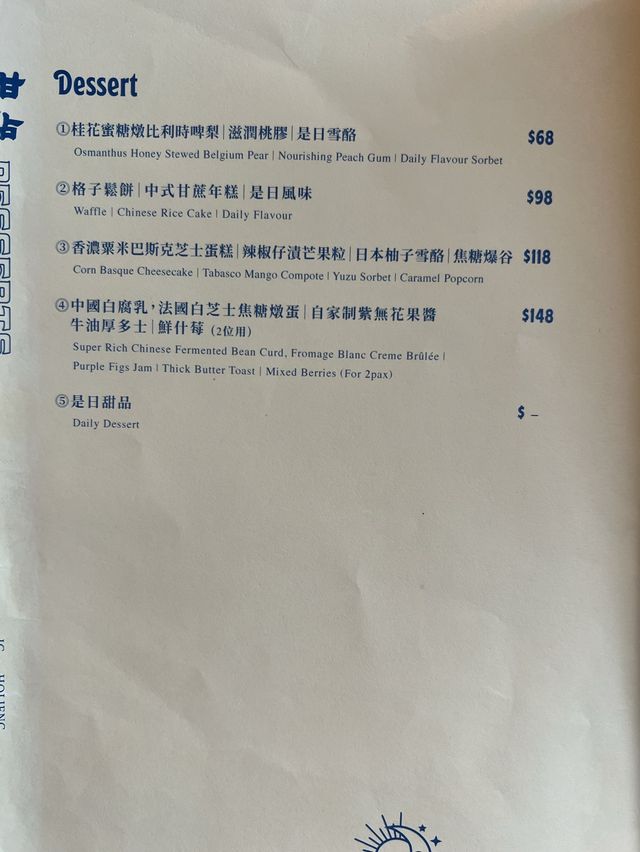 Dessert
①桂花蜜糖燉比利時啤梨|滋潤桃膠|是日雪酪 $68
Osmanthus Honey Stewed Belgium Pear | Nourishing Peach Gum | Daily Flavour Sorbet
②格子鬆餅|中式甘蔗年糕|是日風味 $98
Waffle | Chinese Rice Cake | Daily Flavour
③香濃粟米巴斯克芝士蛋糕|辣椒仔漬芒果粒|日本柚子雪酪|焦糖爆谷 $118
Corn Basque Cheesecake | Tabasco Mango Compote | Yuzu Sorbet | Caramel Popcorn
④中國白腐乳，法國白芝士焦糖燉蛋|自家制紫無花果醬 $148
牛油厚多士|鮮什莓 (2位用)
Super Rich Chinese Fermented Bean Curd, Fromage Blanc Creme Brûlée |
Purple Figs Jam | Thick Butter Toast | Mixed Berries (For 2pax)
⑤是日甜品 $ –
Daily Dessert
DESSERTS